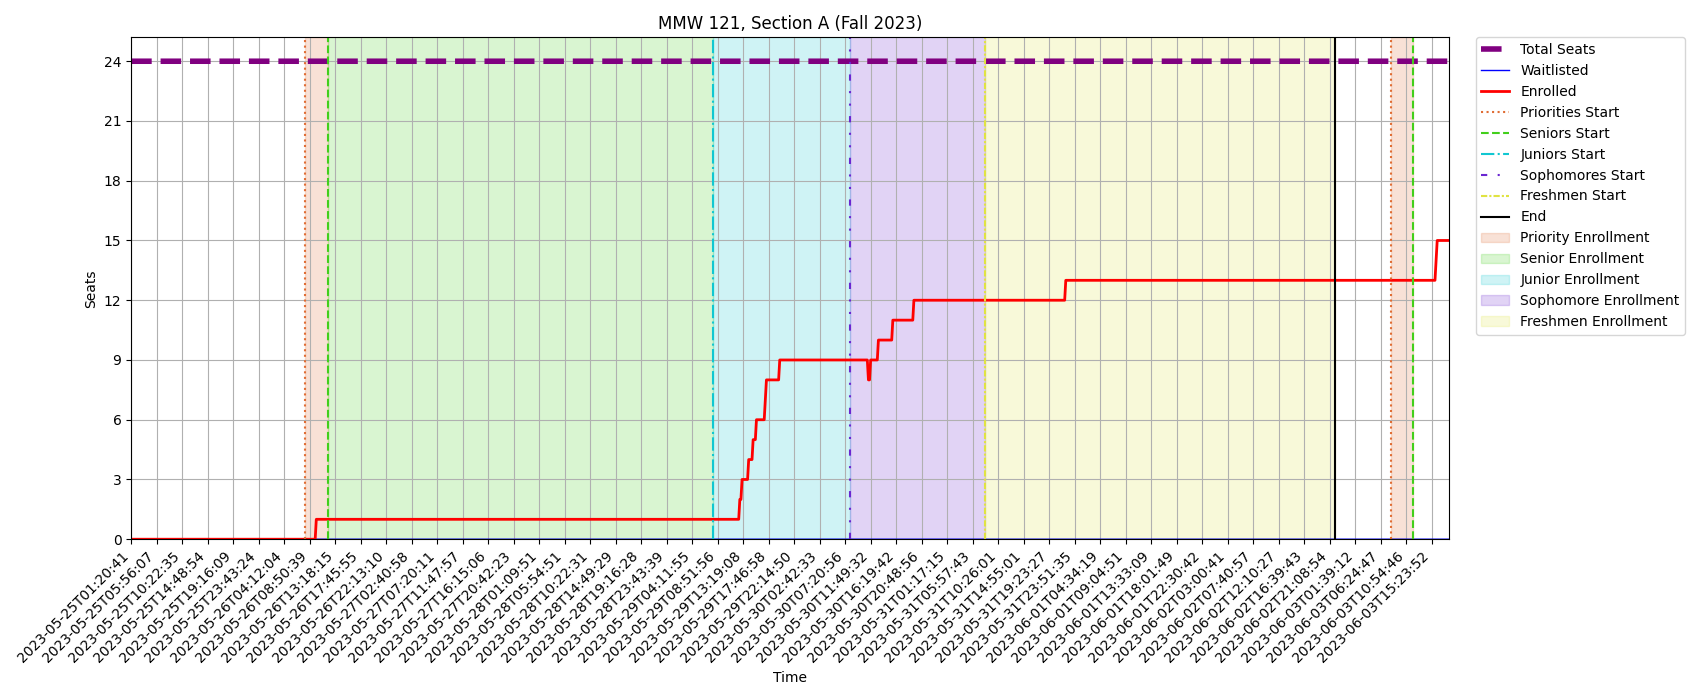 MMW 121, Section A (Fall 2023)
Seats
24
21
18
15
12
9
6
3
0
2023-05-25T01:20:41
2023-05-25T05:56:07
2023-05-25T10:22:35
2023-05-25T14:48:54
2023-05-25T19:16:09
2023-05-25T23:43:24
2023-05-26T04:12:04
2023-05-26T08:50:39
2023-05-26T13:18:15
2023-05-26T17:45:55
2023-05-26T22:13:10
2023-05-27T02:40:58
2023-05-27T07:20:11
2023-05-27T11:47:57
2023-05-27T16:15:06
2023-05-27T20:42:23
2023-05-28T01:09:51
2023-05-28T05:54:51
2023-05-28T10:22:31
2023-05-28T14:49:29
2023-05-28T19:16:28
2023-05-28T23:43:39
2023-05-29T04:11:55
2023-05-29T08:51:56
2023-05-29T13:19:08
2023-05-29T17:46:58
2023-05-29T22:14:50
2023-05-30T02:42:33
2023-05-30T07:20:56
2023-05-30T11:49:32
2023-05-30T16:19:42
2023-05-30T20:48:56
2023-05-31T01:17:15
2023-05-31T05:57:43
2023-05-31T10:26:01
2023-05-31T14:55:01
2023-05-31T19:23:27
2023-05-31T23:51:35
2023-06-01T04:34:19
2023-06-01T09:04:51
2023-06-01T13:33:09
2023-06-01T18:01:49
2023-06-01T22:30:42
2023-06-02T03:00:41
2023-06-02T07:40:57
2023-06-02T12:10:27
2023-06-02T16:39:43
2023-06-02T21:08:54
2023-06-03T01:39:12
2023-06-03T06:24:47
2023-06-03T10:54:46
2023-06-03T15:23:52
Time
Total Seats
Waitlisted
Enrolled
Priorities Start
Seniors Start
Juniors Start
Sophomores Start
Freshmen Start
End
Priority Enrollment
Senior Enrollment
Junior Enrollment
Sophomore Enrollment
Freshmen Enrollment